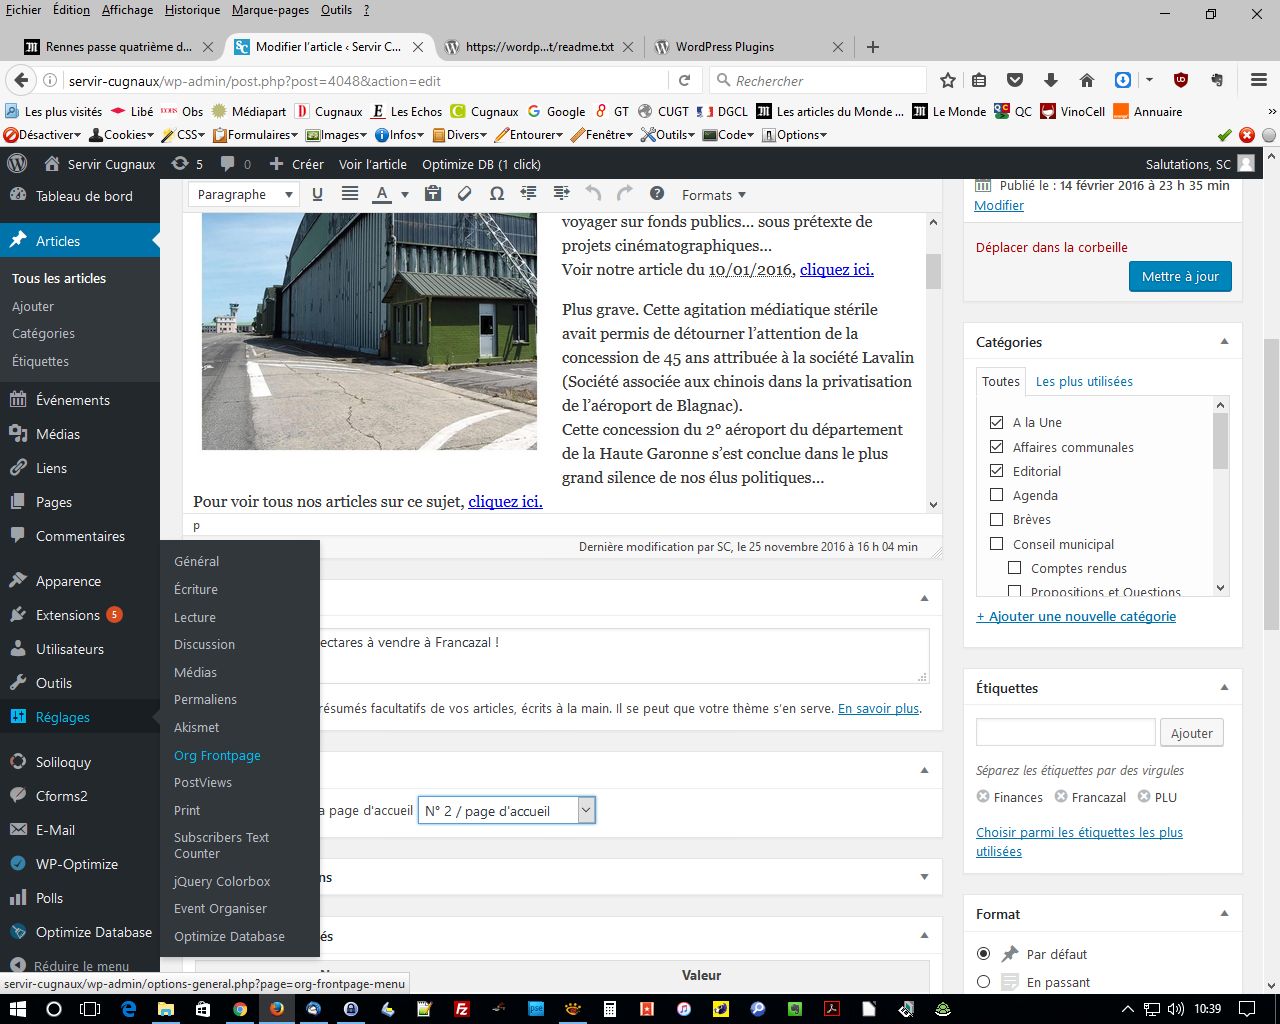 Fichier Édition Affichage Historique Marque-pages Outils ?
Rennes passe quatrième d... Modifier l'article ‹ Servir C... https://wordp...t/readme.txt WordPress Plugins
servir-cugnaux/wp-admin/post.php?post=4048&action=edit Rechercher
Les plus visités Libé Obs Médiapart Cugnaux Les Echos Cugnaux Google GT CUGT DGCL Les articles du Monde ... Le Monde QC VinoCell Annuaire
Désactiver Cookies CSS Formulaires Images Infos Divers Entourer Fenêtre Outils Code Options
Servir Cugnaux 5 0 Créer Voir l'article Optimize DB (1 click) Salutations, SC
Tableau de bord
Articles
Tous les articles
Ajouter
Catégories
Étiquettes
Événements
Médias
Liens
Pages
Commentaires
Apparence
Extensions 5
Utilisateurs
Outils
Réglages
Soliloquy
Cforms2
E-Mail
WP-Optimize
Polls
Optimize Database
Réduire le menu
Général
Écriture
Lecture
Discussion
Médias
Permaliens
Akismet
Org Frontpage
PostViews
Print
Subscribers Text
Counter
jQuery Colorbox
Event Organiser
Optimize Database
Paragraphe Formats
voyager sur fonds publics... sous prétexte de
projets cinématographiques...
Voir notre article du 10/01/2016, cliquez ici.
Plus grave. Cette agitation médiatique stérile
avait permis de détourner l'attention de la
concession de 45 ans attribuée à la société Lavalin
(Société associée aux chinois dans la privatisation
de l'aéroport de Blagnac).
Cette concession du 2° aéroport du département
de la Haute Garonne s'est conclue dans le plus
grand silence de nos élus politiques...
Pour voir tous nos articles sur ce sujet, cliquez ici.
p
Dernière modification par SC, le 25 novembre 2016 à 16 h 04 min
ectares à vendre à Francazal !
résumés facultatifs de vos articles, écrits à la main. Il se peut que votre thème s'en serve. En savoir plus.
a page d'accueil N° 2 / page d'accueil
ns
és
Valeur
Publié le : 14 février 2016 à 23 h 35 min
Modifier
Déplacer dans la corbeille
Mettre à jour
Catégories
Toutes Les plus utilisées
A la Une
Affaires communales
Editorial
Agenda
Brèves
Conseil municipal
Comptes rendus
Propositions et Questions
+ Ajouter une nouvelle catégorie
Étiquettes
Ajouter
Séparez les étiquettes par des virgules
Finances Francazal PLU
Choisir parmi les étiquettes les plus
utilisées
Format
Par défaut
En passant
servir-cugnaux/wp-admin/options-general.php?page=org-frontpage-menu
10:39